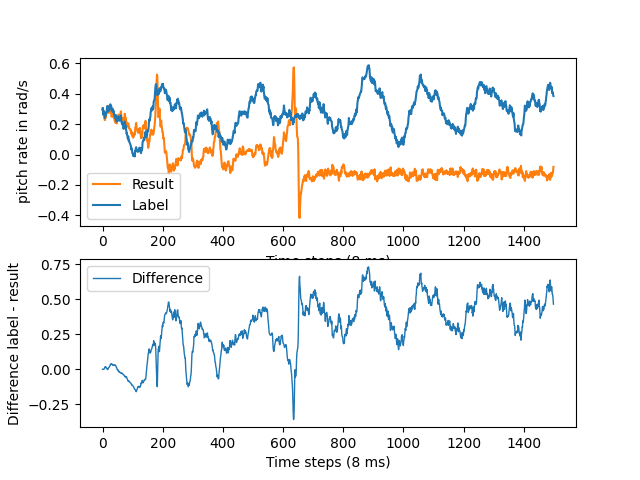 pitch rate in rad/s
0.6
0.4
0.2
0.0
−0.2
−0.4
Result
Label
0 200 400 600 800 1000 1200 1400
Time steps (8 ms)
Difference label - result
0.75
0.50
0.25
0.00
−0.25
Difference
0 200 400 600 800 1000 1200 1400
Time steps (8 ms)